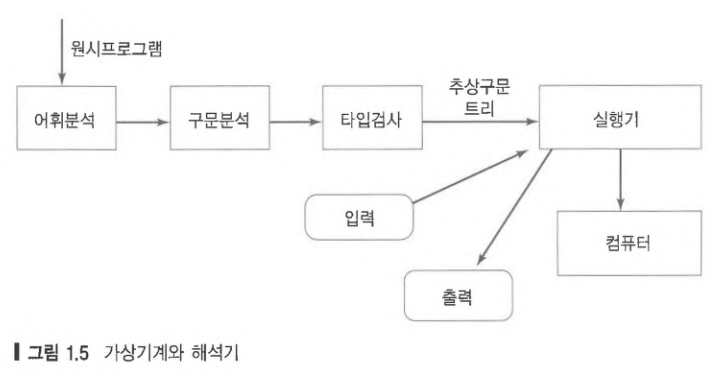 원시프로그램
어휘분석
구문분석
타입검사
추상구문
트리
실행기
입력
컴퓨터
출력
그림 1.5 가상기계와 해석기